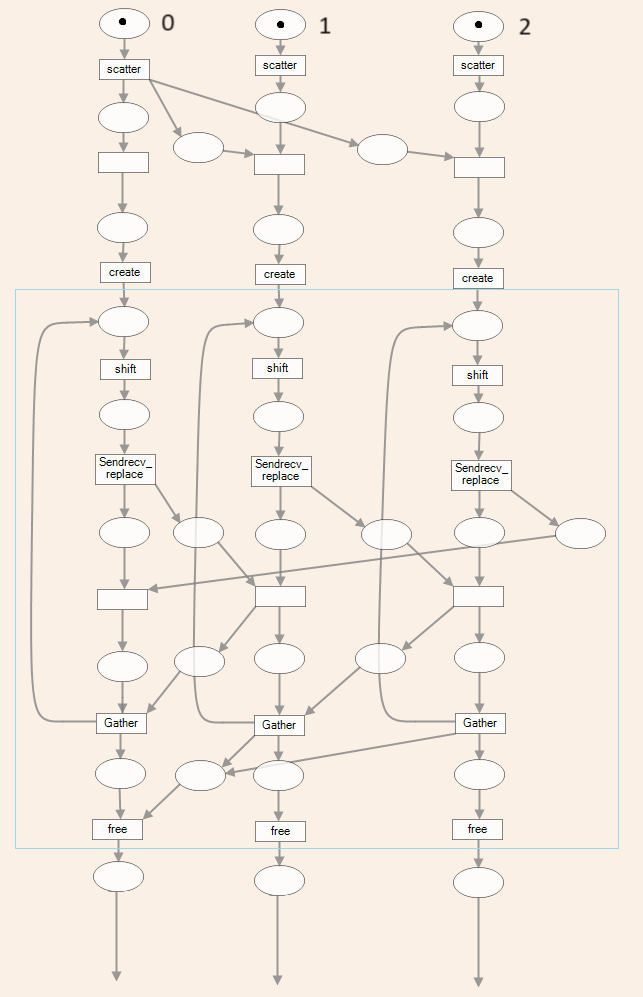 0
1
2
scatter
scatter
scatter
create
create
create
shift
shift
shift
Sendrecv_
replace
Sendrecv_
replace
Sendrecv_
replace
Gather
Gather
Gather
free
free
free